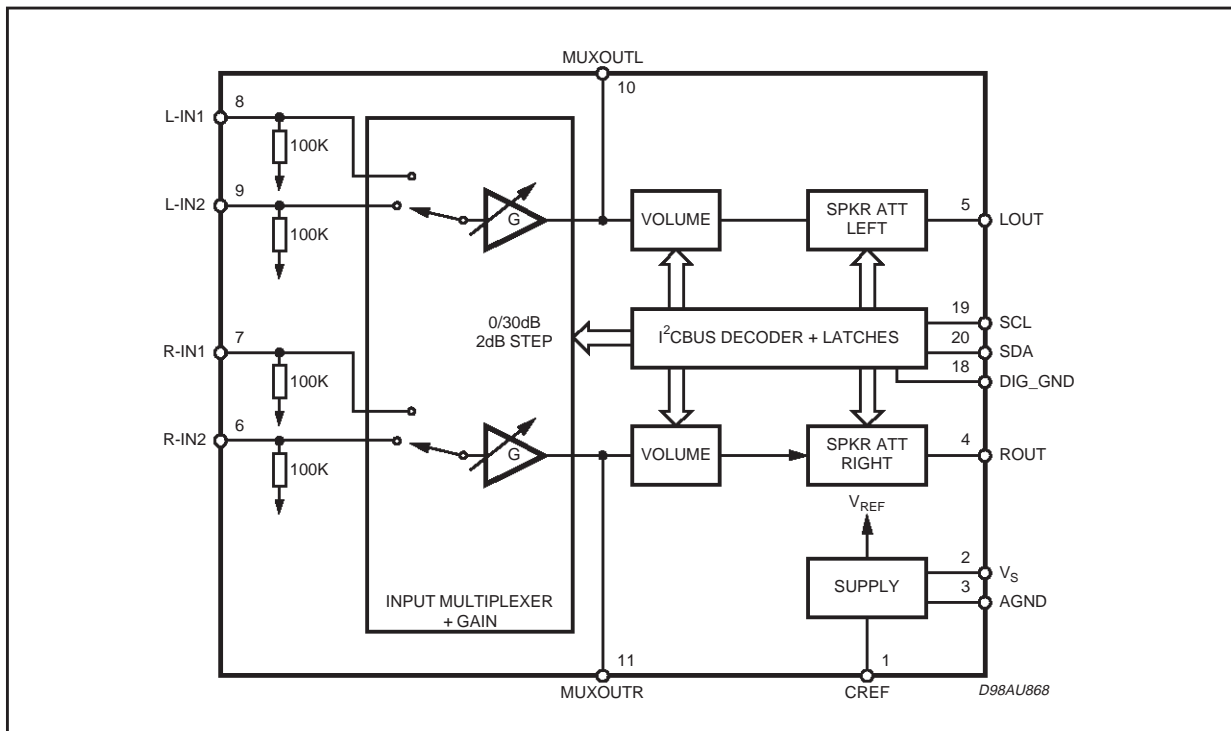 MUXOUTL
10
L-IN1
8
100K
L-IN2
9
100K
G
VOLUME
SPKR ATT
LEFT
5
LOUT
0/30dB
2dB STEP
I²CBUS DECODER + LATCHES
19
SCL
20
SDA
18
DIG_GND
R-IN1
7
100K
R-IN2
6
100K
G
VOLUME
SPKR ATT
RIGHT
4
ROUT
VREF
SUPPLY
2
VS
3
AGND
INPUT MULTIPLEXER
+ GAIN
11
MUXOUTR
1
CREF
D98AU868